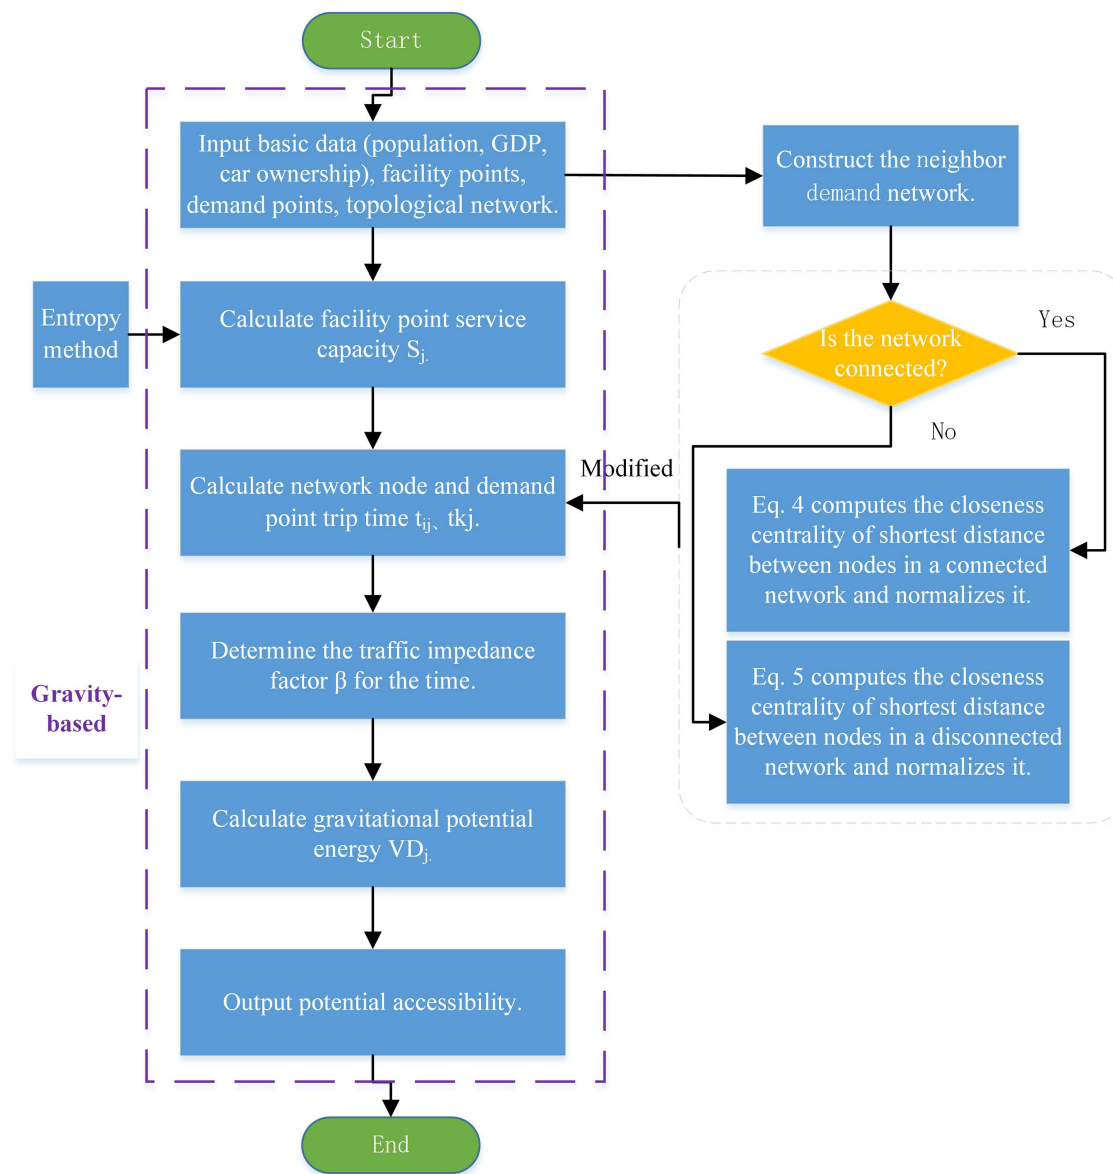 Start
Input basic data (population, GDP,
car ownership), facility points,
demand points, topological network.
Construct the neighbor
demand network.
Entropy
method
Calculate facility point service
capacity Sj.
Is the network
connected?
Yes
No
Modified
Calculate network node and demand
point trip time tij、tkj.
Eq. 4 computes the closeness
centrality of shortest distance
between nodes in a connected
network and normalizes it.
Determine the traffic impedance
factor β for the time.
Eq. 5 computes the closeness
centrality of shortest distance
between nodes in a disconnected
network and normalizes it.
Gravity-
based
Calculate gravitational potential
energy VDj.
Output potential accessibility.
End